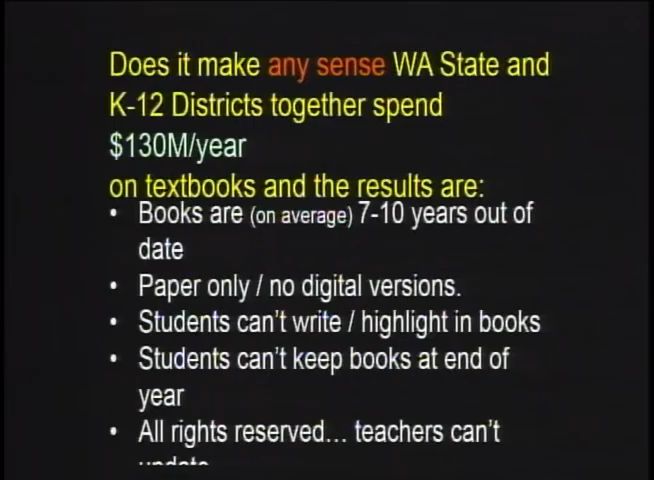 Does it make any sense WA State and
K-12 Districts together spend
$130M/year
on textbooks and the results are:
• Books are (on average) 7-10 years out of
date
• Paper only / no digital versions.
• Students can't write / highlight in books
• Students can't keep books at end of
year
• All rights reserved... teachers can't
update